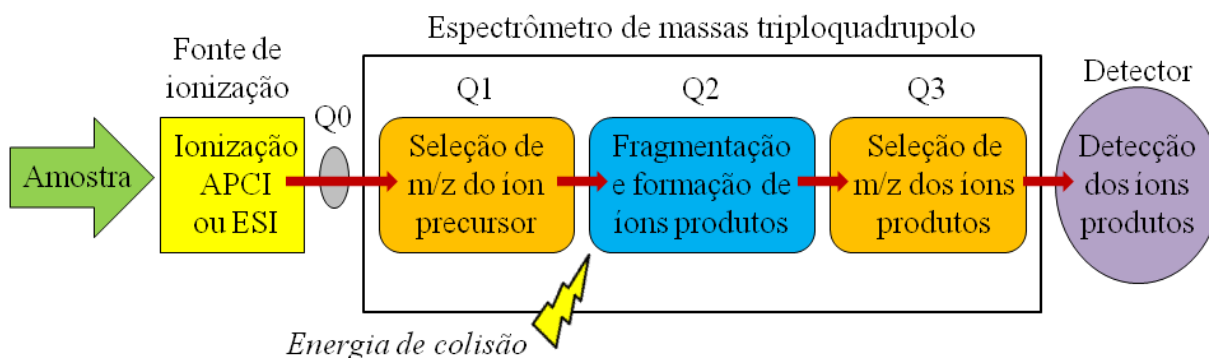 Espectrômetro de massas triploquadrupolo
Fonte de
ionização
Q0
Q1
Q2
Q3
Detector
Amostra
Ionização
APCI
ou ESI
Seleção de
m/z do íon
precursor
Fragmentação
e formação de
íons produtos
Seleção de
m/z dos íons
produtos
Detecção
dos íons
produtos
Energia de colisão